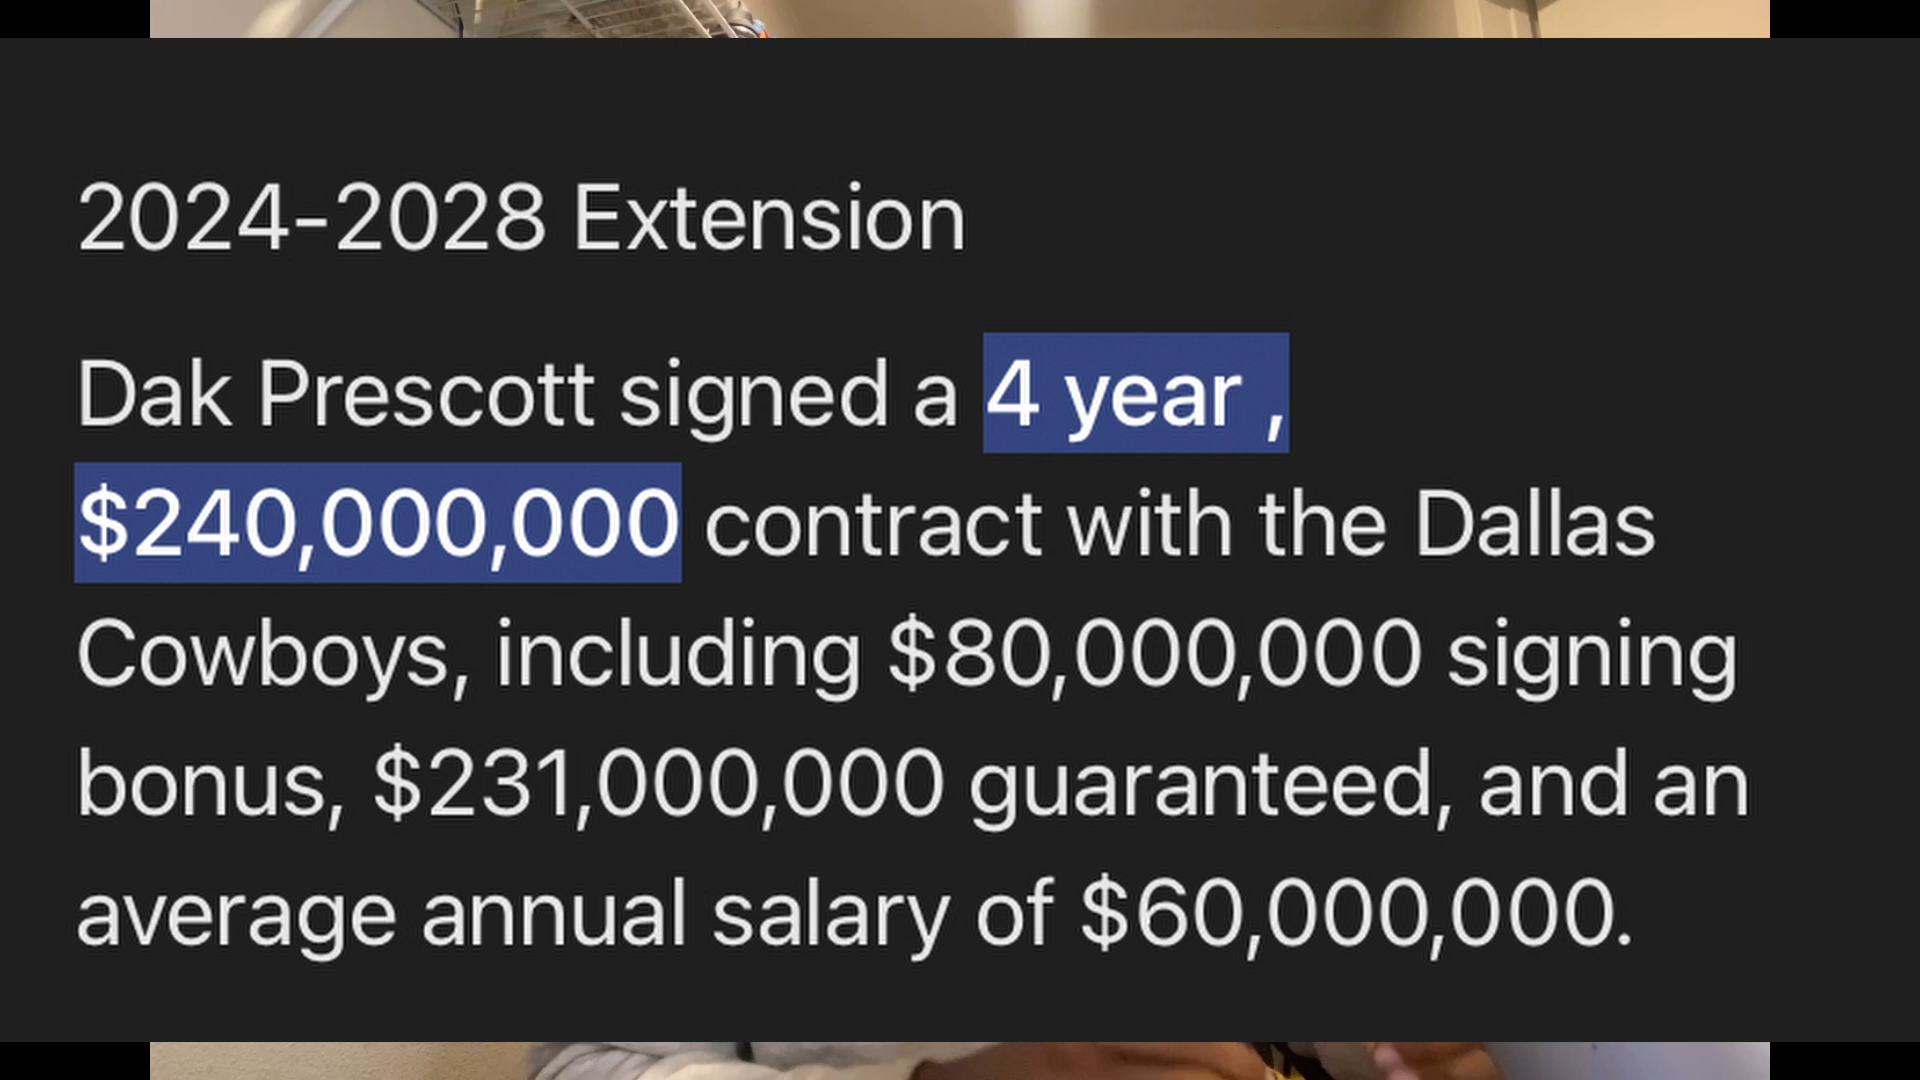 2024-2028 Extension
Dak Prescott signed a 4 year ,
$240,000,000 contract with the Dallas
Cowboys, including $80,000,000 signing
bonus, $231,000,000 guaranteed, and an
average annual salary of $60,000,000.